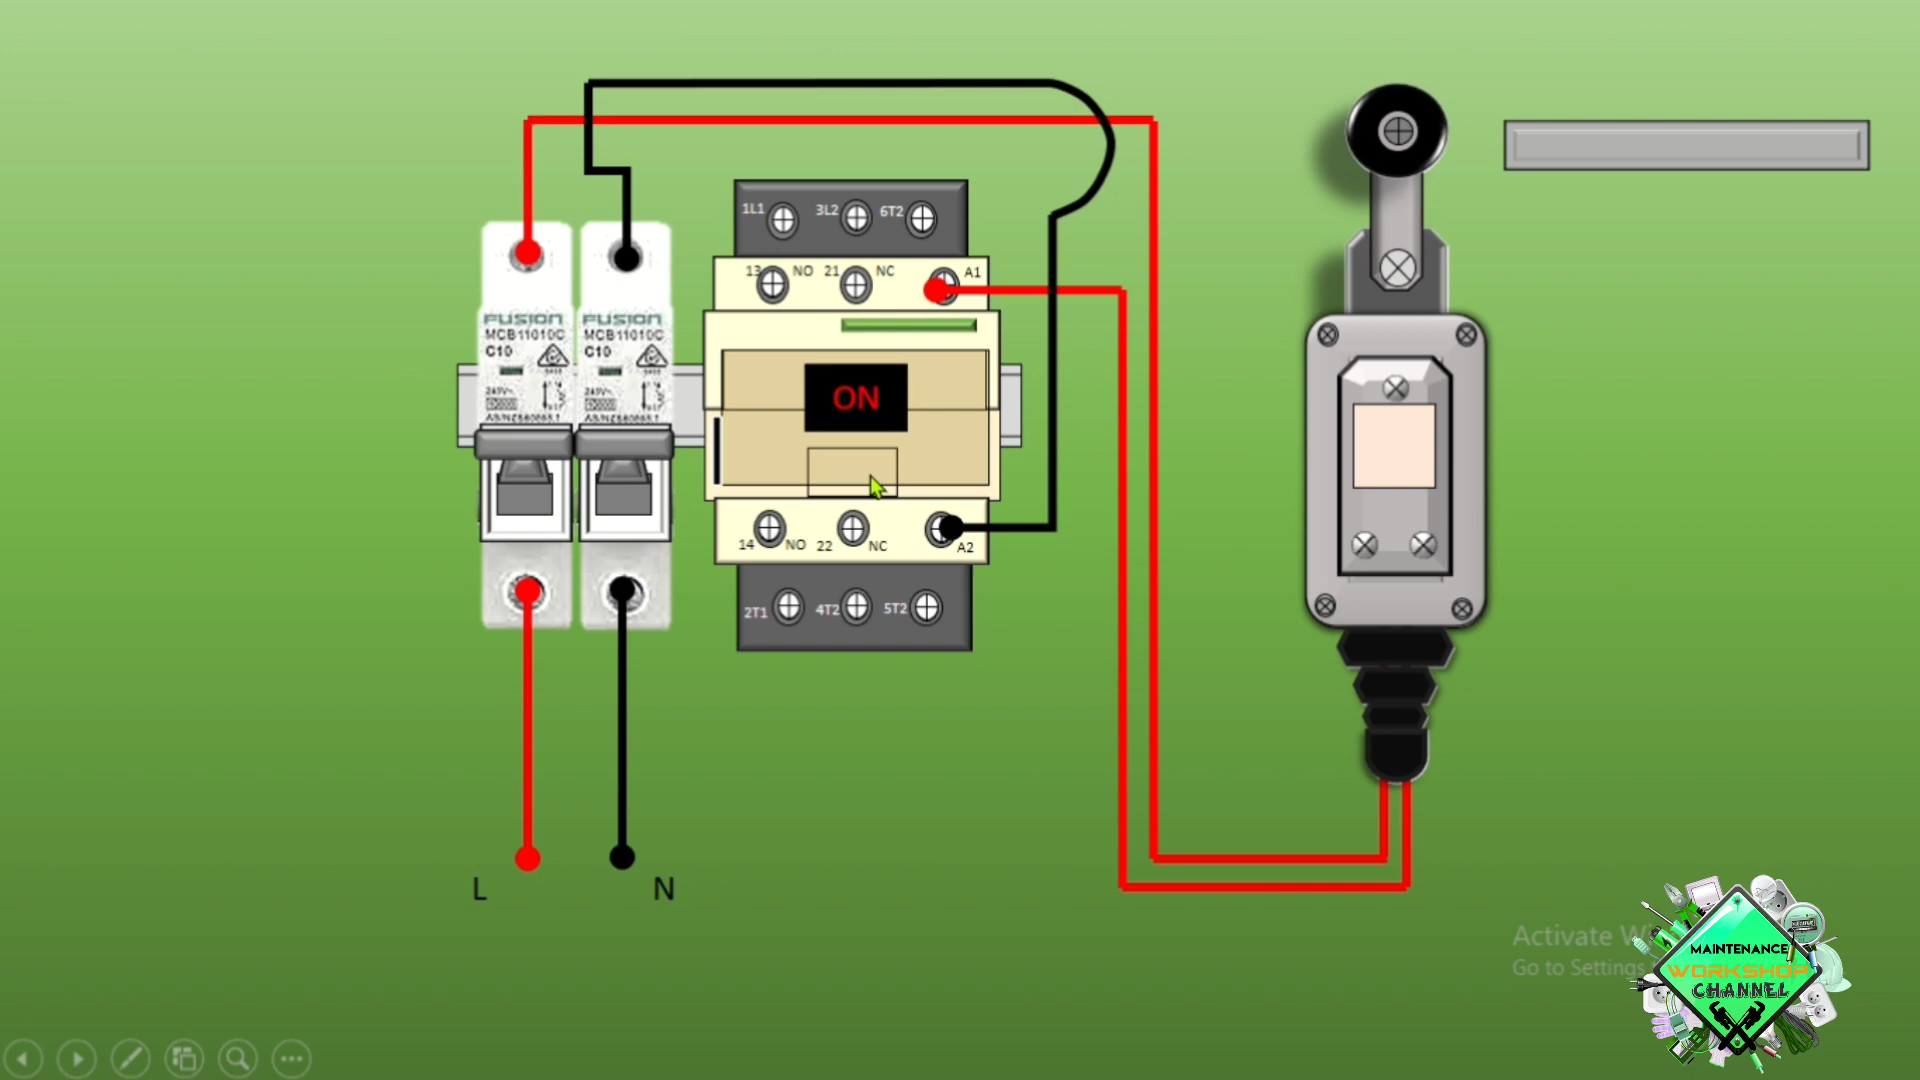 1L1 3L2 6T2
13 NO 21 NC A1
FUSION FUSION
MCB11010C MCB11010C
C10 C10
ON
14 NO 22 NC A2
2T1 4T2 5T2
L N
Activate Wi
Go to Settings
MAINTENANCE
WORKSHOP
CHANNEL